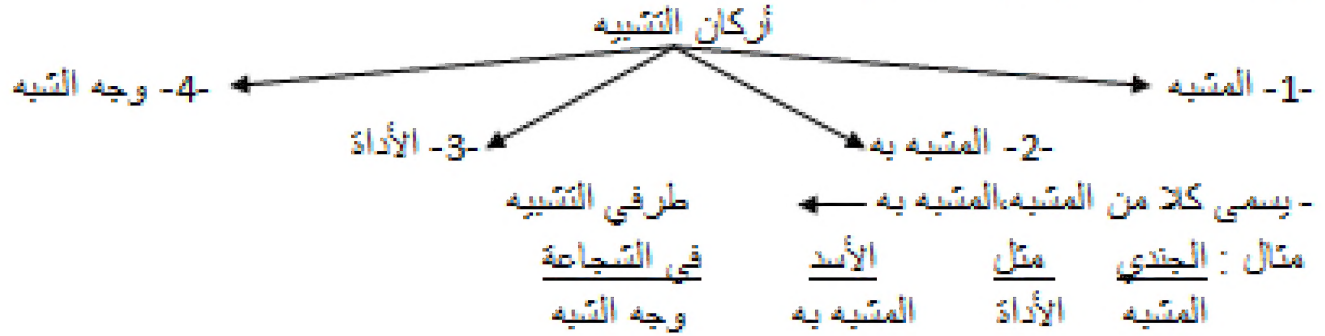 أركان التشبيه
-1- المشبه
-4- وجه الشبه
-2- المشبه به
-3- الأداة
- يسمى كلا من المشبه،المشبه به طرفي التشبيه
مثال : الجندي مثل الأسد في الشجاعة
المشبه الأداة المشبه به وجه الشبه